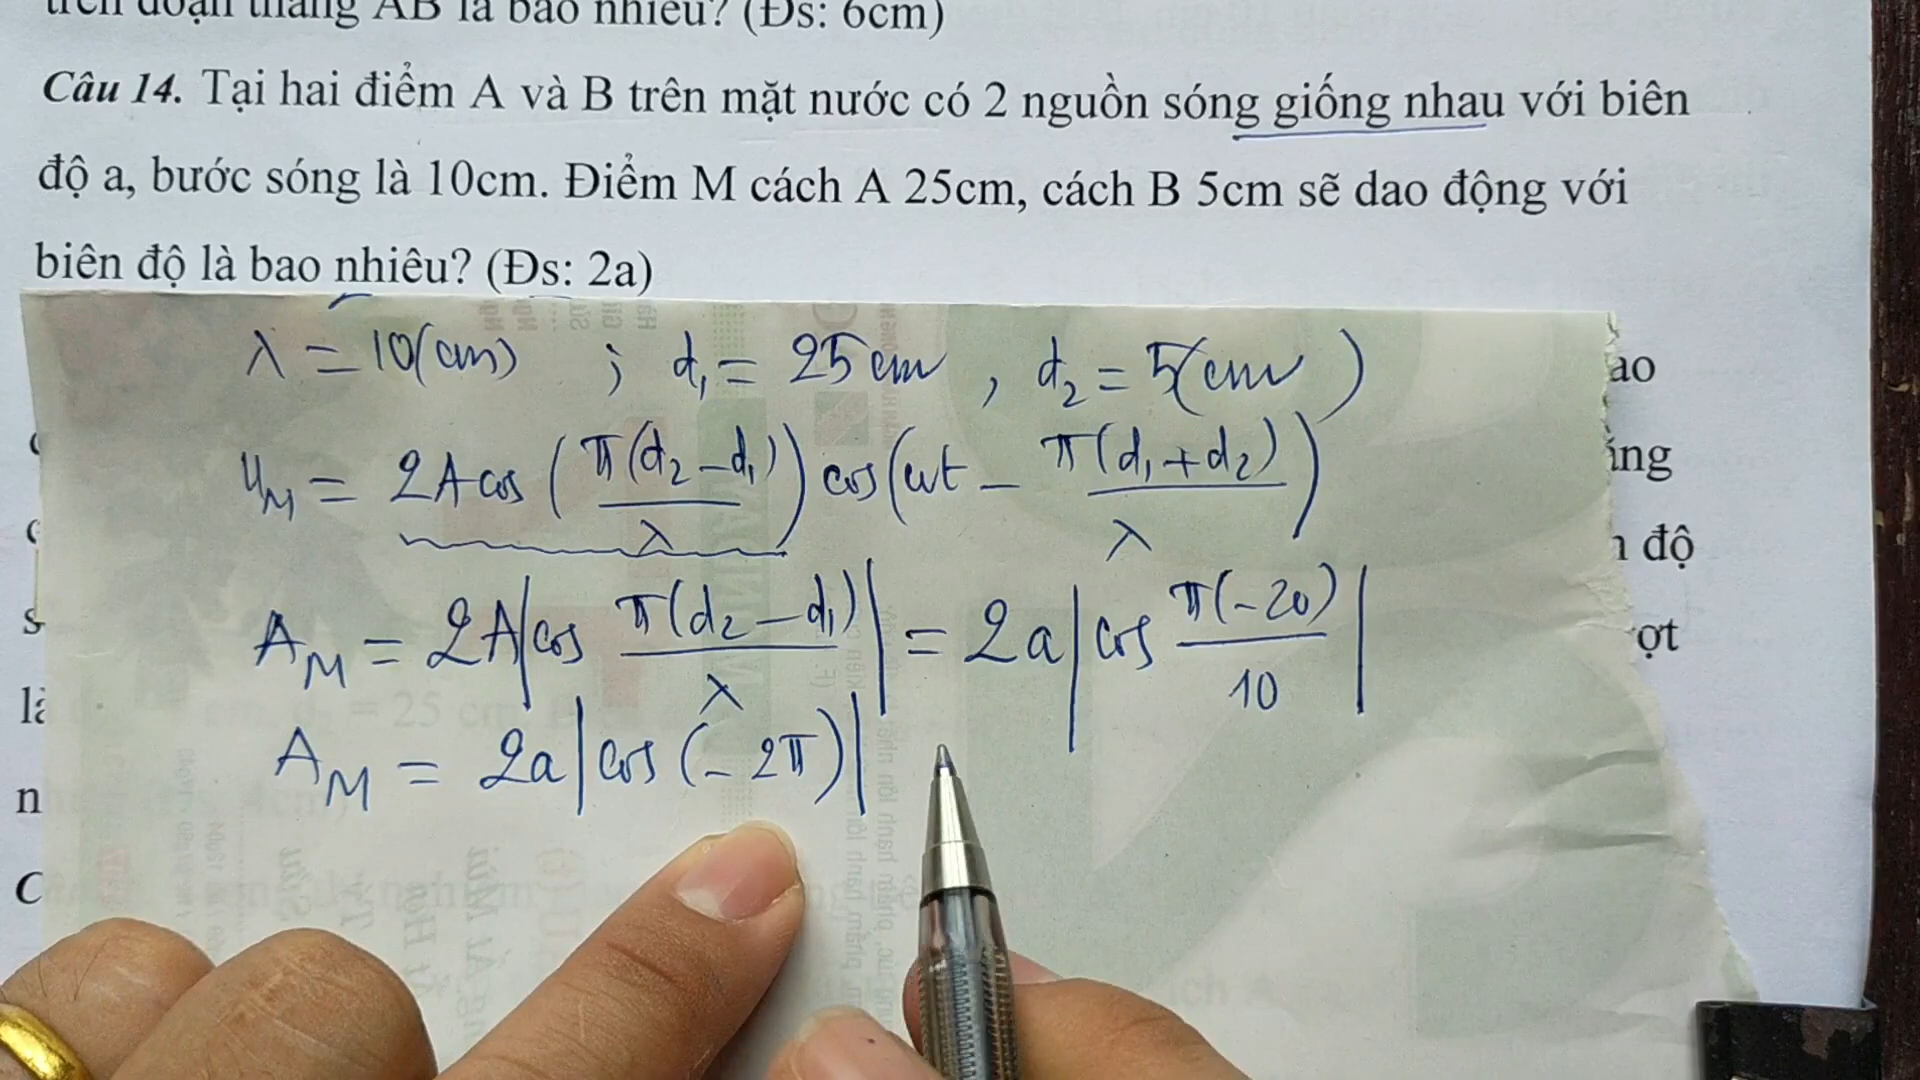 trên đoạn thẳng AB là bao nhiêu? (Đs: 6cm)
Câu 14. Tại hai điểm A và B trên mặt nước có 2 nguồn sóng giống nhau với biên
độ a, bước sóng là 10cm. Điểm M cách A 25cm, cách B 5cm sẽ dao động với
biên độ là bao nhiêu? (Đs: 2a)
λ = 10(cm) ; d₁ = 25cm, d₂ = 5(cm)
u_M = 2A cos (π(d₂ − d₁)/λ) cos(ωt − π(d₁ + d₂)/λ)
A_M = 2A|cos π(d₂ − d₁)/λ| = 2a|cos π(−20)/10|
A_M = 2a|cos (−2π)|
độ
= 25 c
n
C